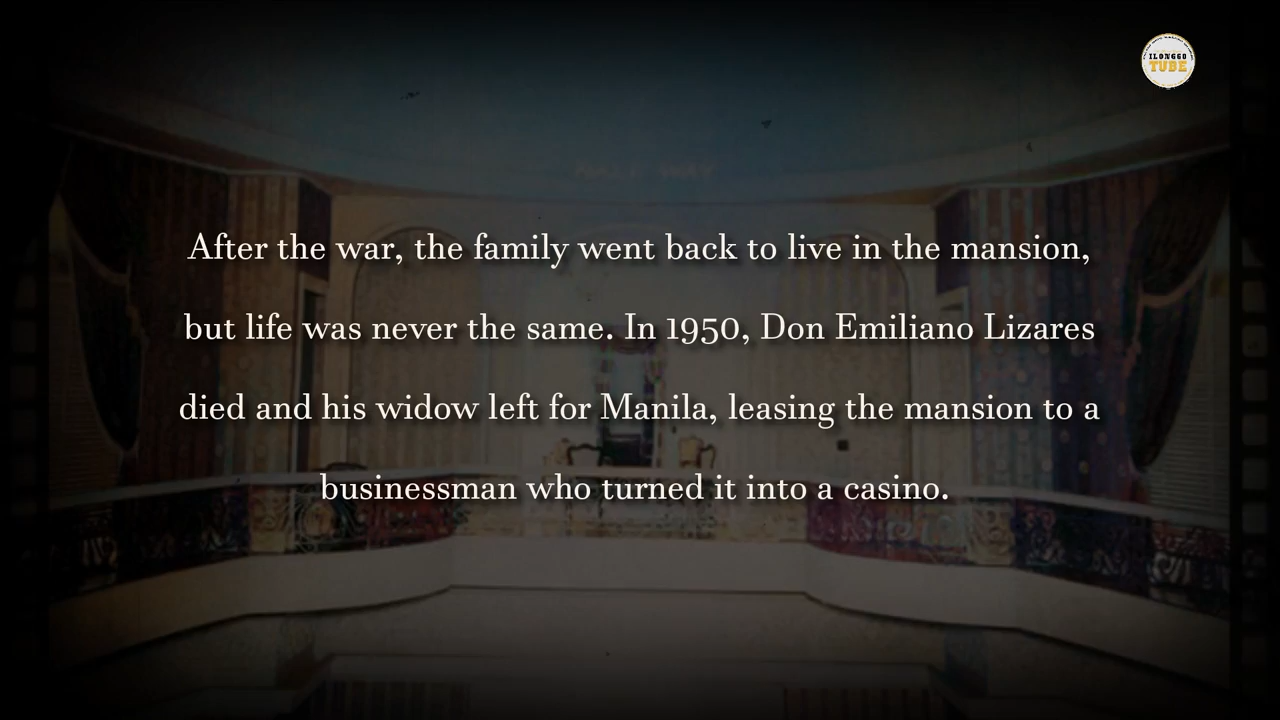 ILONGGO
TUBE
After the war, the family went back to live in the mansion,
but life was never the same. In 1950, Don Emiliano Lizares
died and his widow left for Manila, leasing the mansion to a
businessman who turned it into a casino.